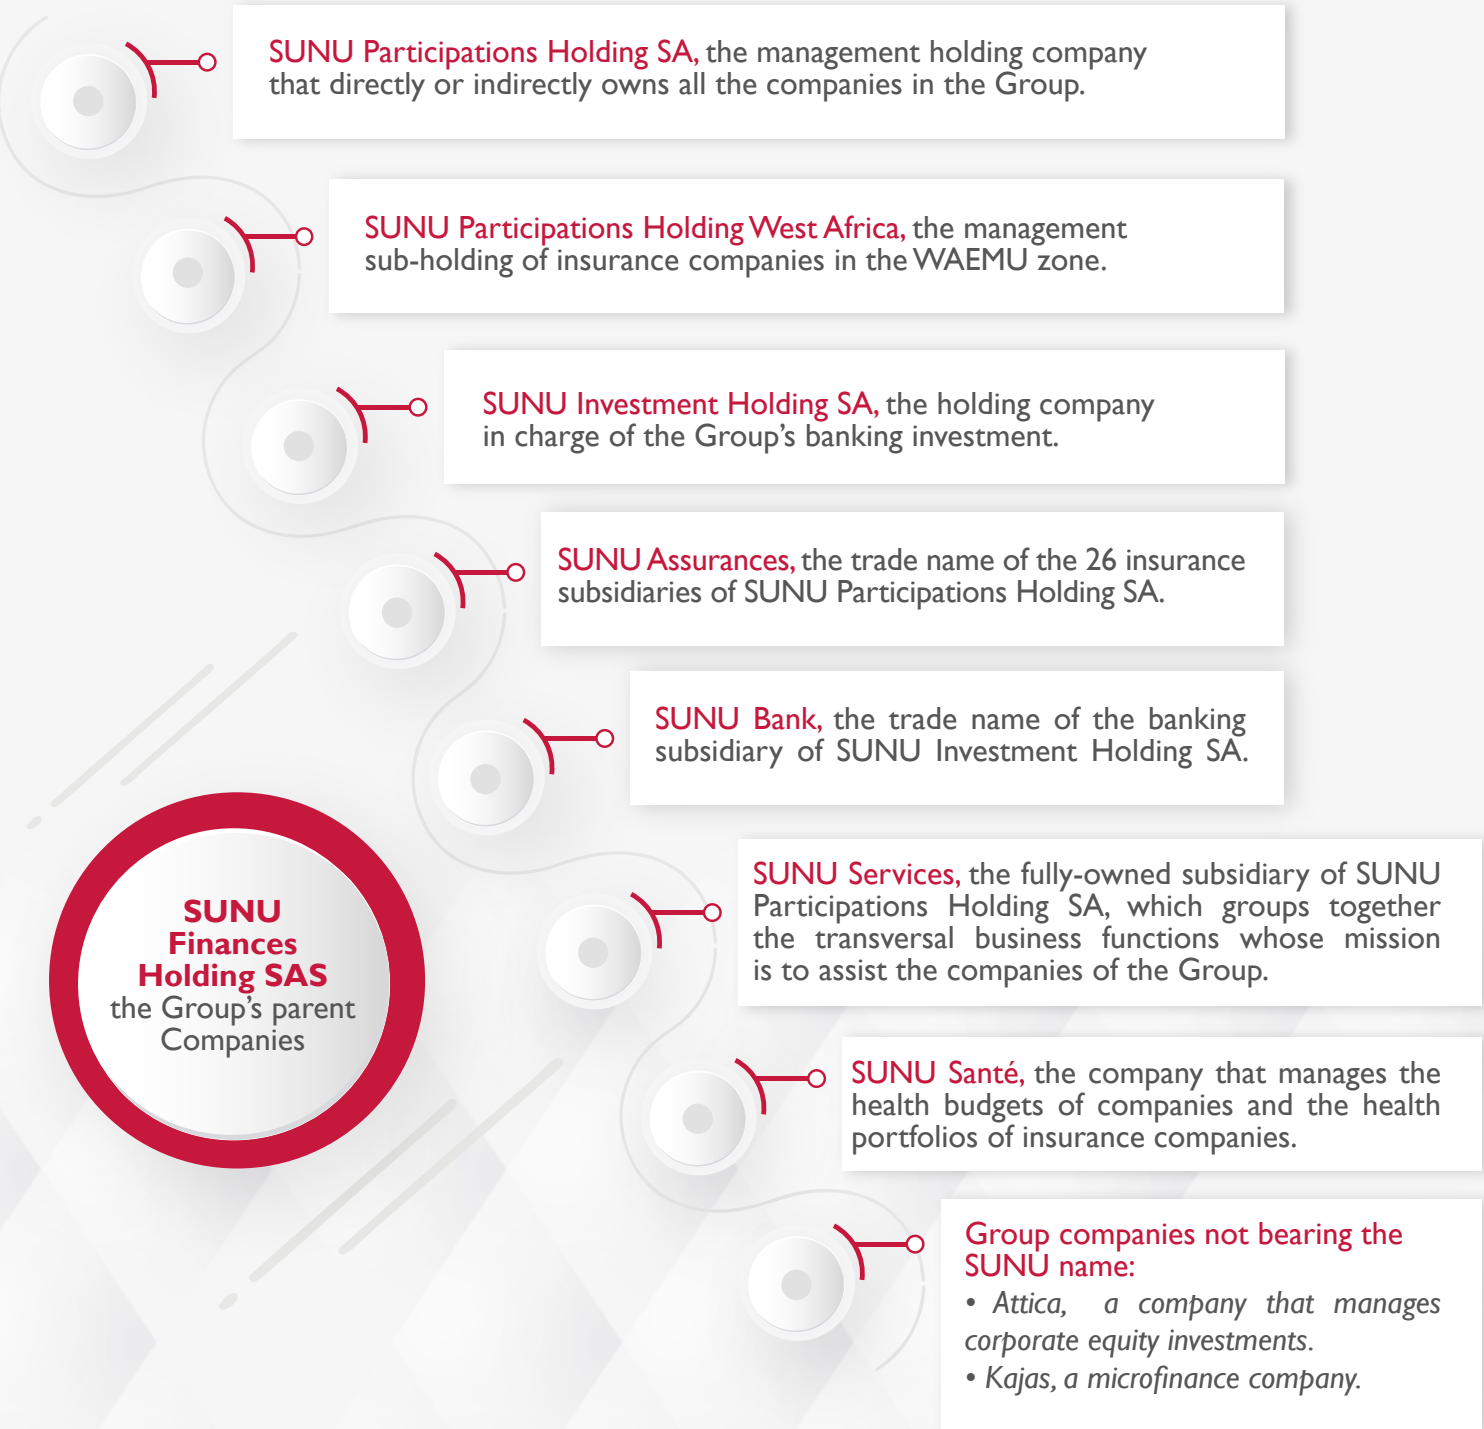 SUNU Participations Holding SA, the management holding company
that directly or indirectly owns all the companies in the Group.
SUNU Participations Holding West Africa, the management
sub-holding of insurance companies in the WAEMU zone.
SUNU Investment Holding SA, the holding company
in charge of the Group’s banking investment.
SUNU Assurances, the trade name of the 26 insurance
subsidiaries of SUNU Participations Holding SA.
SUNU Bank, the trade name of the banking
subsidiary of SUNU Investment Holding SA.
SUNU Services, the fully-owned subsidiary of SUNU
Participations Holding SA, which groups together
the transversal business functions whose mission
is to assist the companies of the Group.
SUNU
Finances
Holding SAS
the Group’s parent
Companies
SUNU Santé, the company that manages the
health budgets of companies and the health
portfolios of insurance companies.
Group companies not bearing the
SUNU name:
• Attica, a company that manages
corporate equity investments.
• Kajas, a microfinance company.